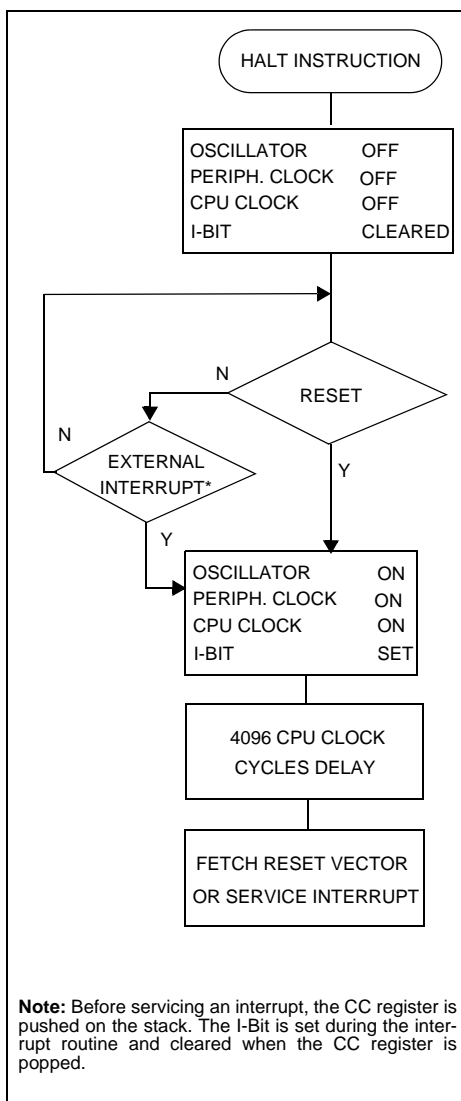 HALT INSTRUCTION
OSCILLATOR OFF
PERIPH. CLOCK OFF
CPU CLOCK OFF
I-BIT CLEARED
N
RESET
N
EXTERNAL
INTERRUPT*
Y
Y
OSCILLATOR ON
PERIPH. CLOCK ON
CPU CLOCK ON
I-BIT SET
4096 CPU CLOCK
CYCLES DELAY
FETCH RESET VECTOR
OR SERVICE INTERRUPT
Note: Before servicing an interrupt, the CC register is
pushed on the stack. The I-Bit is set during the inter-
rupt routine and cleared when the CC register is
popped.